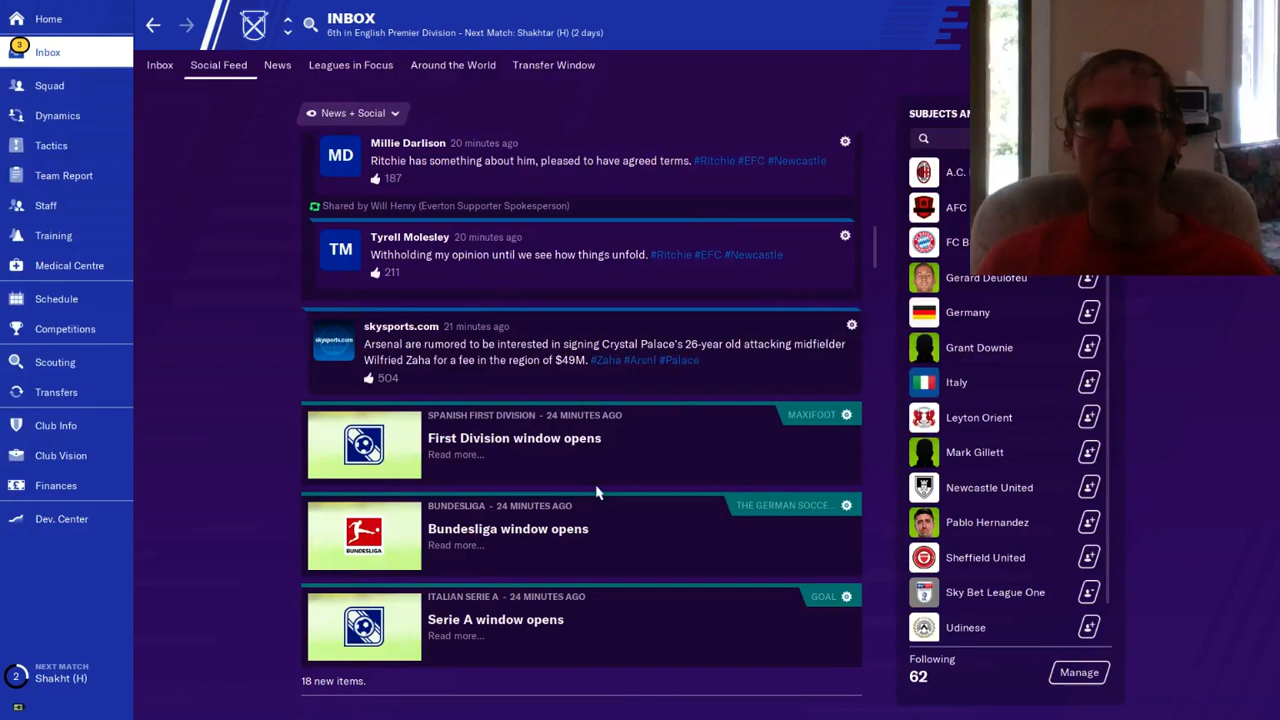 Home
3
Inbox
Squad
Dynamics
Tactics
Team Report
Staff
Training
Medical Centre
Schedule
Competitions
Scouting
Transfers
Club Info
Club Vision
Finances
Dev. Center
NEXT MATCH
2
Shakht (H)
INBOX
6th in English Premier Division - Next Match: Shakhtar (H) (2 days)
Inbox
Social Feed
News
Leagues in Focus
Around the World
Transfer Window
News + Social
MD
Millie Darlison 20 minutes ago
Ritchie has something about him, pleased to have agreed terms. #Ritchie #EFC #Newcastle
187
Shared by Will Henry (Everton Supporter Spokesperson)
TM
Tyrell Molesley 20 minutes ago
Withholding my opinion until we see how things unfold. #Ritchie #EFC #Newcastle
211
skysports.com
skysports.com 21 minutes ago
Arsenal are rumored to be interested in signing Crystal Palace's 26-year old attacking midfielder
Wilfried Zaha for a fee in the region of $49M. #Zaha #Arsnl #Palace
504
SPANISH FIRST DIVISION - 24 MINUTES AGO
MAXIFOOT
First Division window opens
Read more...
BUNDESLIGA - 24 MINUTES AGO
THE GERMAN SOCCE...
BUNDESLIGA
Bundesliga window opens
Read more...
ITALIAN SERIE A - 24 MINUTES AGO
GOAL
Serie A window opens
Read more...
18 new items.
SUBJECTS AN
A.C.
AFC
FC B
Gerard Deulofeu
Germany
Grant Downie
Italy
Leyton Orient
Mark Gillett
Newcastle United
Pablo Hernandez
Sheffield United
Sky Bet League One
Udinese
Following
62
Manage